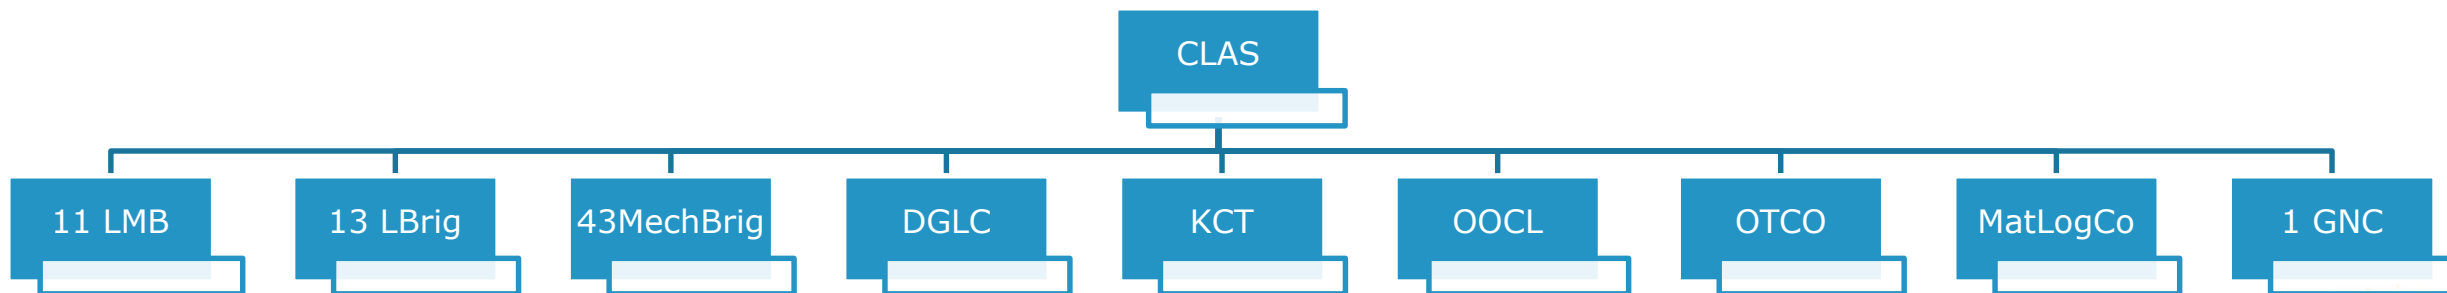 CLAS
11 LMB
13 LBrig
43MechBrig
DGLC
KCT
OOCL
OTCO
MatLogCo
1 GNC